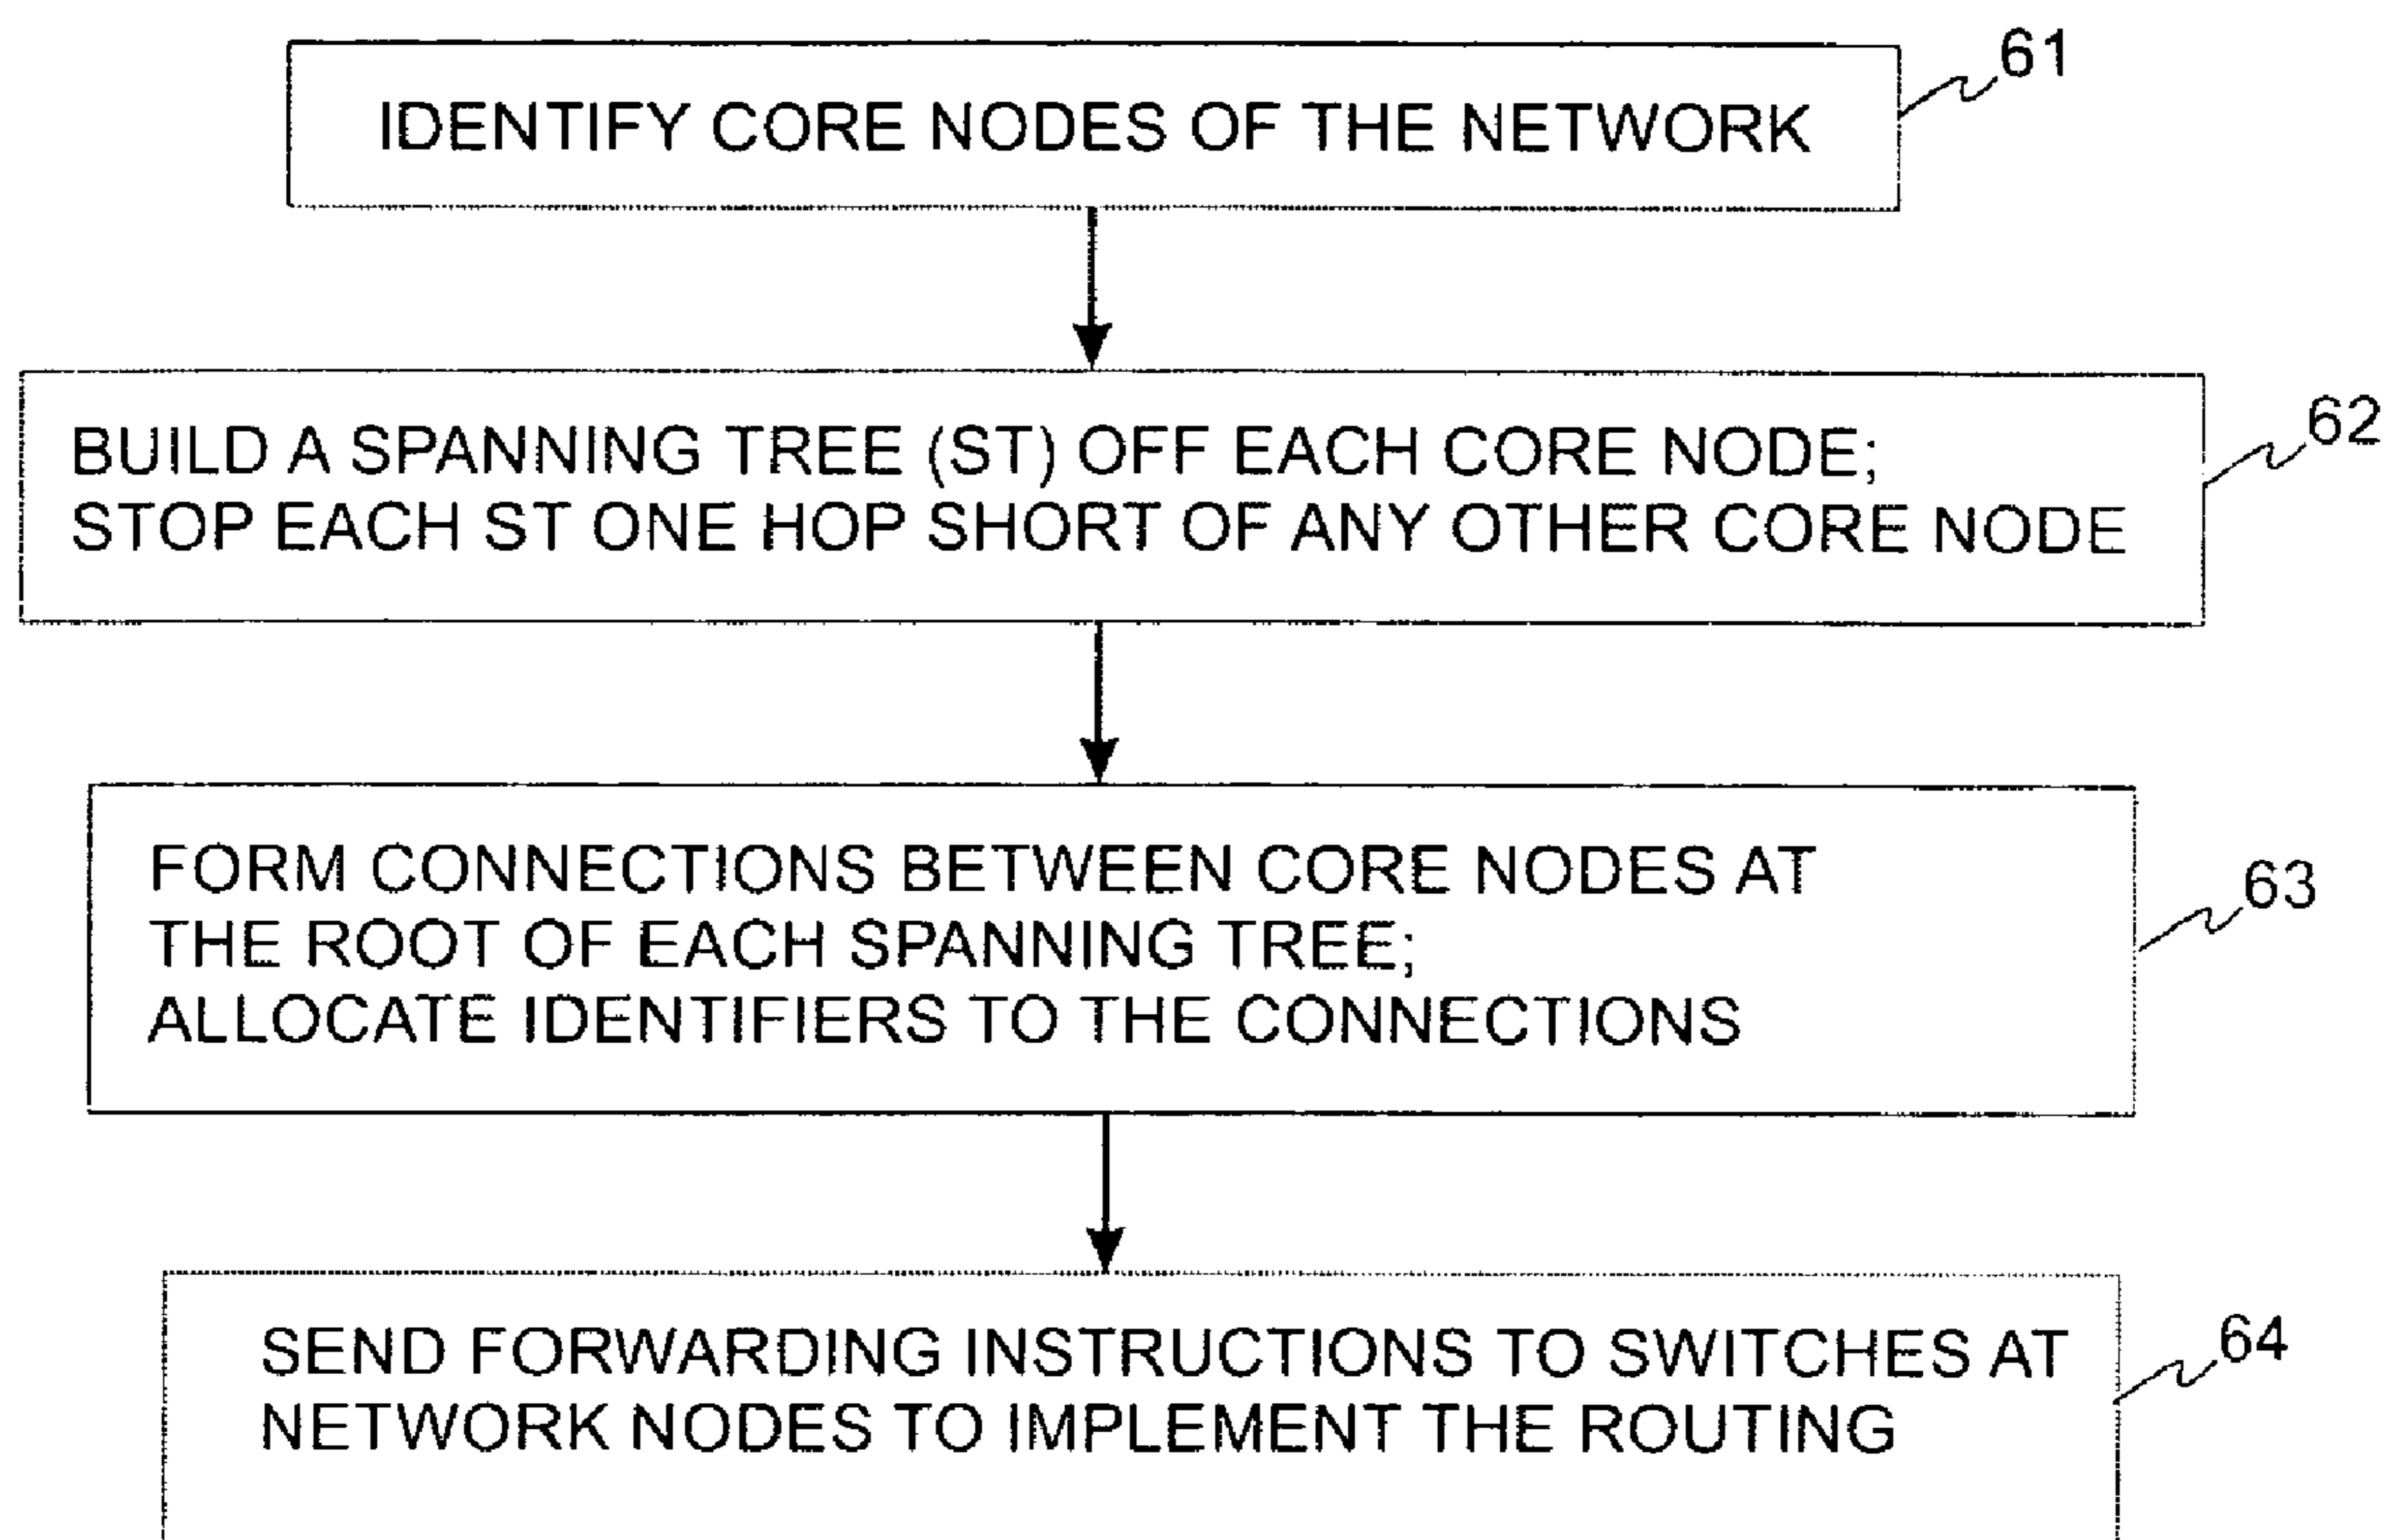 61
IDENTIFY CORE NODES OF THE NETWORK
62
BUILD A SPANNING TREE (ST) OFF EACH CORE NODE;
STOP EACH ST ONE HOP SHORT OF ANY OTHER CORE NODE
63
FORM CONNECTIONS BETWEEN CORE NODES AT
THE ROOT OF EACH SPANNING TREE;
ALLOCATE IDENTIFIERS TO THE CONNECTIONS
64
SEND FORWARDING INSTRUCTIONS TO SWITCHES AT
NETWORK NODES TO IMPLEMENT THE ROUTING